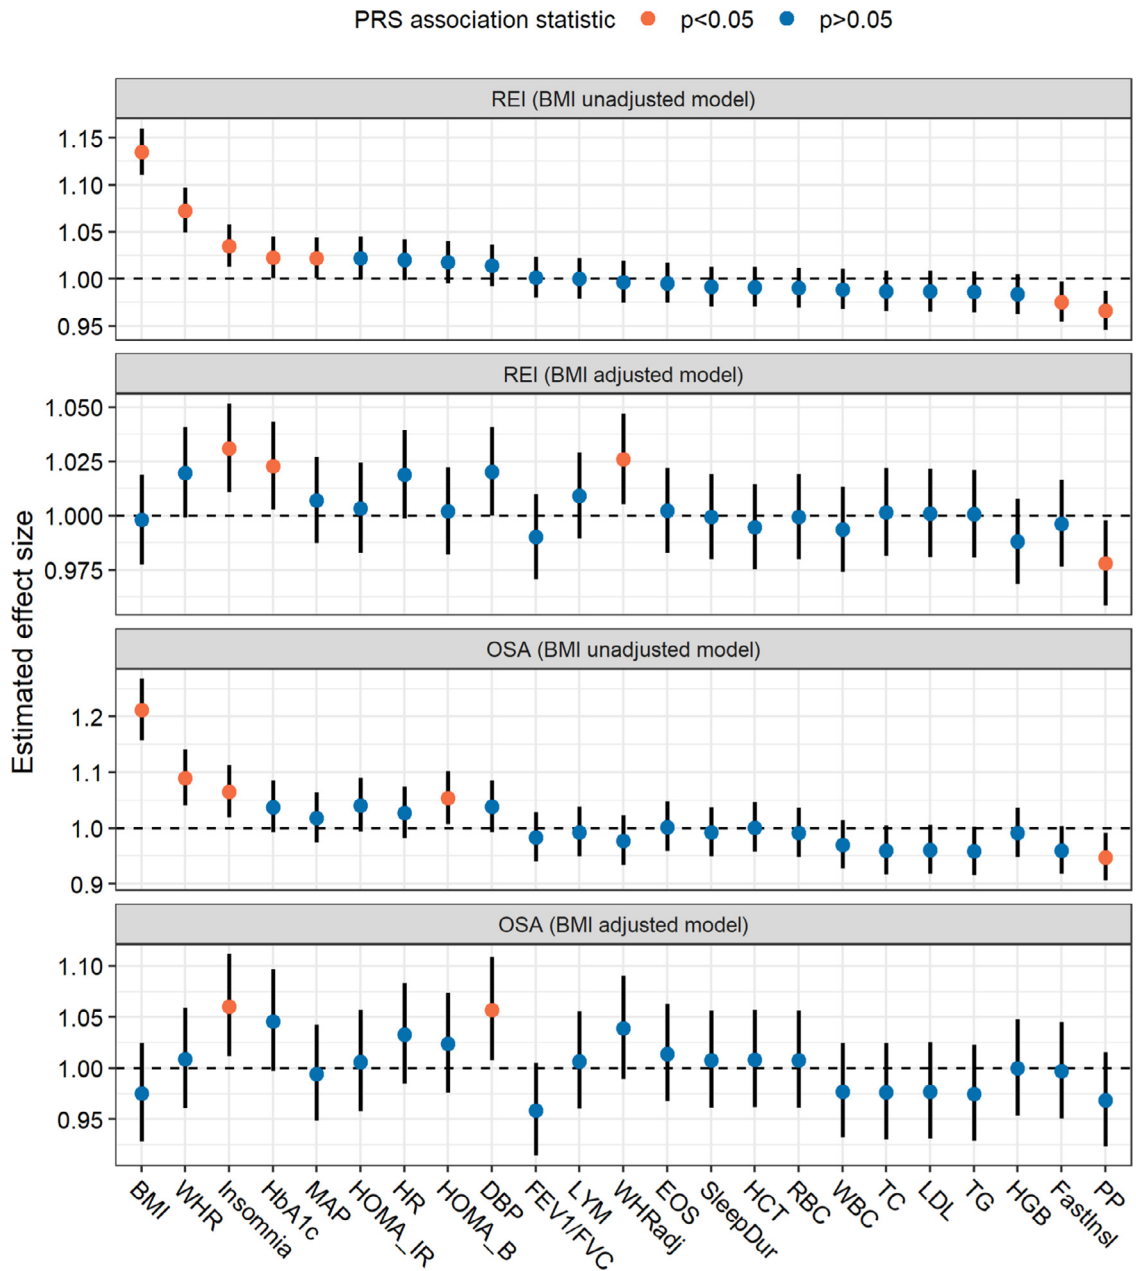 PRS association statistic p<0.05 p>0.05
REI (BMI unadjusted model)
1.15
1.10
1.05
1.00
0.95
REI (BMI adjusted model)
1.050
1.025
1.000
0.975
Estimated effect size
OSA (BMI unadjusted model)
1.2
1.1
1.0
0.9
OSA (BMI adjusted model)
1.10
1.05
1.00
0.95
BMI
WHR
Insomnia
HbA1c
MAP
HOMA_IR
HR
HOMA_B
DBP
FEV1/FVC
LYM
WHRadj
EOS
SleepDur
HCT
RBC
WBC
TC
LDL
TG
HGB
FastInsl
PP